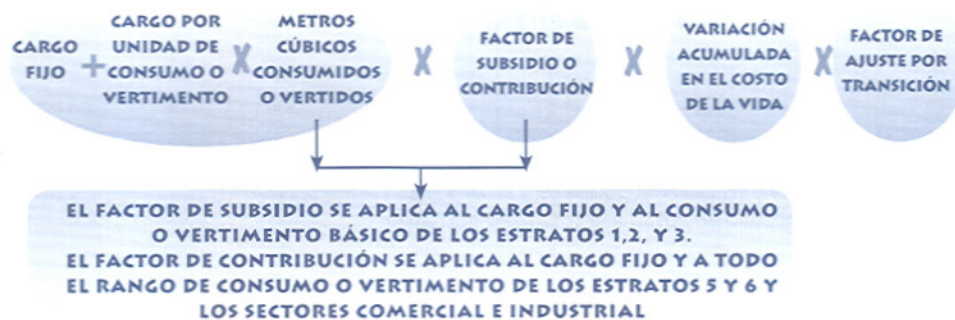 CARGO FIJO
+
CARGO POR UNIDAD DE CONSUMO O VERTIMENTO
X
METROS CÚBICOS CONSUMIDOS O VERTIDOS
X
FACTOR DE SUBSIDIO O CONTRIBUCIÓN
X
VARIACIÓN ACUMULADA EN EL COSTO DE LA VIDA
X
FACTOR DE AJUSTE POR TRANSICIÓN
EL FACTOR DE SUBSIDIO SE APLICA AL CARGO FIJO Y AL CONSUMO
O VERTIMENTO BÁSICO DE LOS ESTRATOS 1,2, Y 3.
EL FACTOR DE CONTRIBUCIÓN SE APLICA AL CARGO FIJO Y A TODO
EL RANGO DE CONSUMO O VERTIMENTO DE LOS ESTRATOS 5 Y 6 Y
LOS SECTORES COMERCIAL E INDUSTRIAL